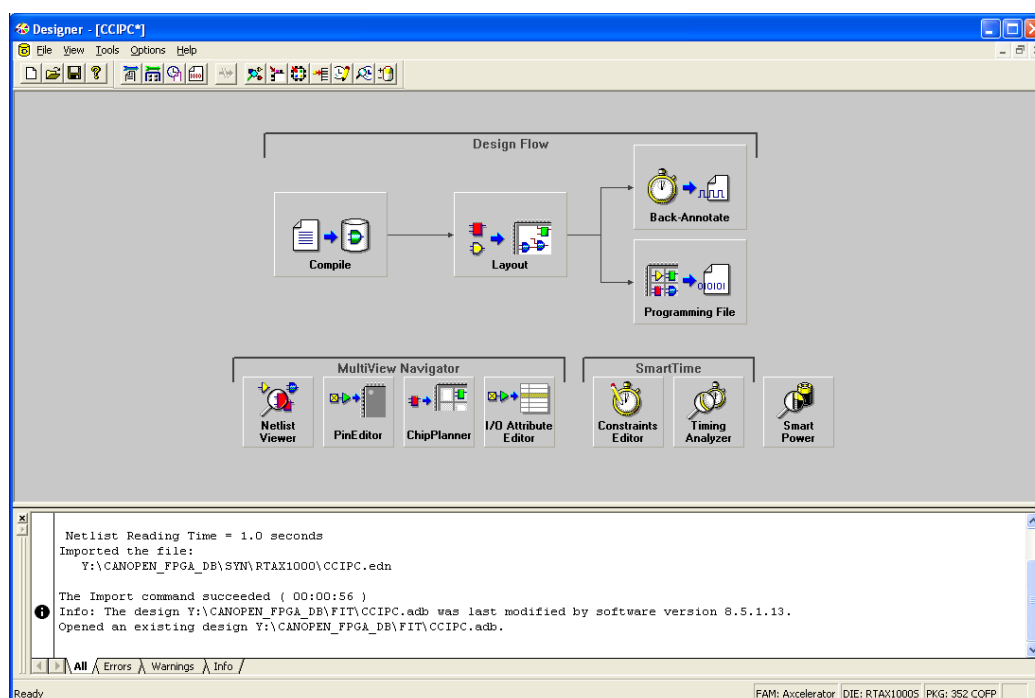 Designer - [CCIPC*]
File View Tools Options Help
Design Flow
Compile
Layout
Back-Annotate
Programming File
MultiView Navigator
SmartTime
Netlist Viewer
PinEditor
ChipPlanner
I/O Attribute Editor
Constraints Editor
Timing Analyzer
Smart Power
Netlist Reading Time = 1.0 seconds
Imported the file:
Y:\CANOPEN_FPGA_DB\SYN\RTAX1000\CCIPC.edn
The Import command succeeded ( 00:00:56 )
Info: The design Y:\CANOPEN_FPGA_DB\FIT\CCIPC.adb was last modified by software version 8.5.1.13.
Opened an existing design Y:\CANOPEN_FPGA_DB\FIT\CCIPC.adb.
All Errors Warnings Info
Ready
FAM: Axcelerator DIE: RTAX1000S PKG: 352 CQFP